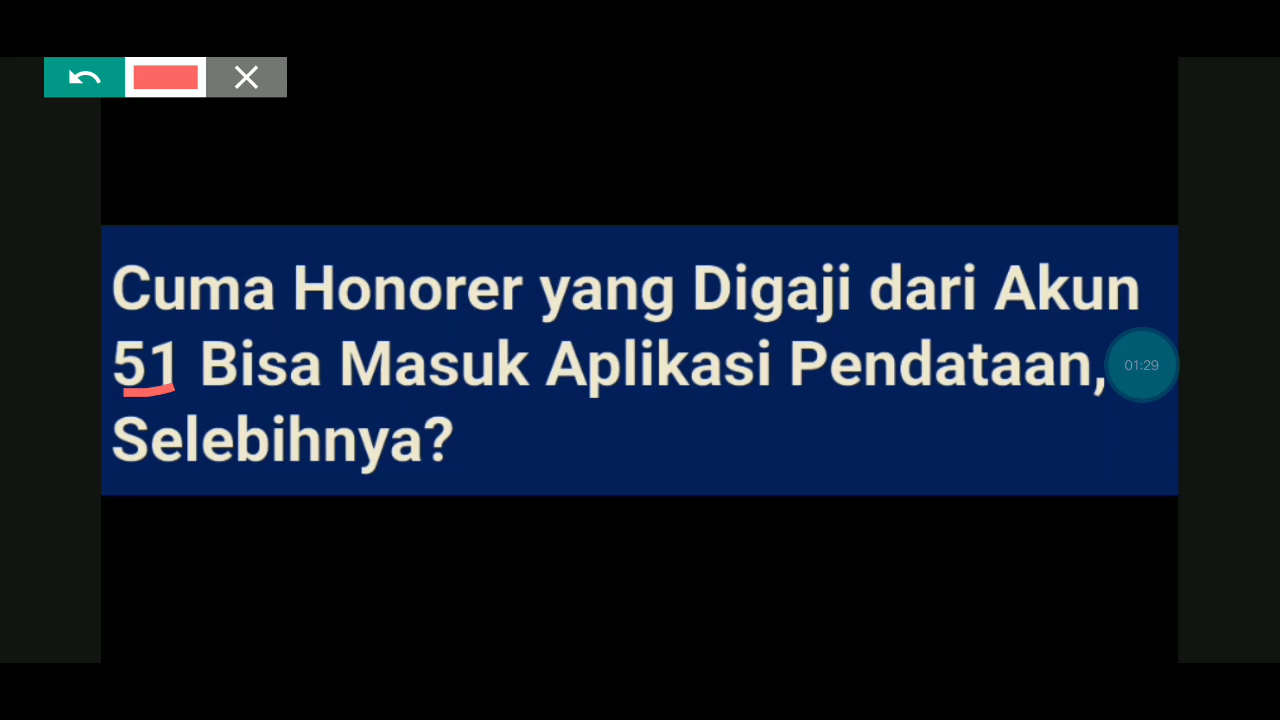 Cuma Honorer yang Digaji dari Akun
51 Bisa Masuk Aplikasi Pendataan,
01:29
Selebihnya?